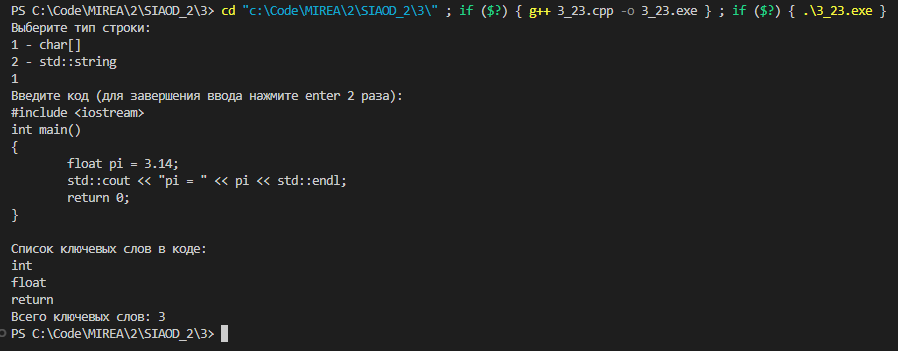 PS C:\Code\MIREA\2\SIAOD_2\3> cd "c:\Code\MIREA\2\SIAOD_2\3\" ; if ($?) { g++ 3_23.cpp -o 3_23.exe } ; if ($?) { .\3_23.exe }
Выберите тип строки:
1 - char[]
2 - std::string
1
Введите код (для завершения ввода нажмите enter 2 раза):
#include <iostream>
int main()
{
float pi = 3.14;
std::cout << "pi = " << pi << std::endl;
return 0;
}
Список ключевых слов в коде:
int
float
return
Всего ключевых слов: 3
PS C:\Code\MIREA\2\SIAOD_2\3>